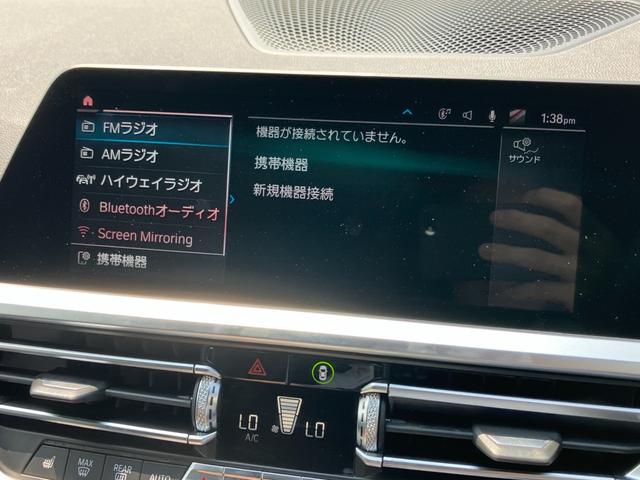 1:38pm
FMラジオ
AMラジオ
ハイウェイラジオ
Bluetoothオーディオ
Screen Mirroring
携帯機器
機器が接続されていません。
携帯機器
新規機器接続
サウンド
LO
A/C
LO
MAX
REAR
AUTO